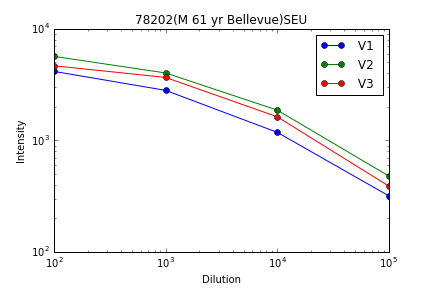 78202(M 61 yr Bellevue)SEU
10^4
V1
V2
V3
10^3
Intensity
10^2
10^2 10^3 10^4 10^5
Dilution